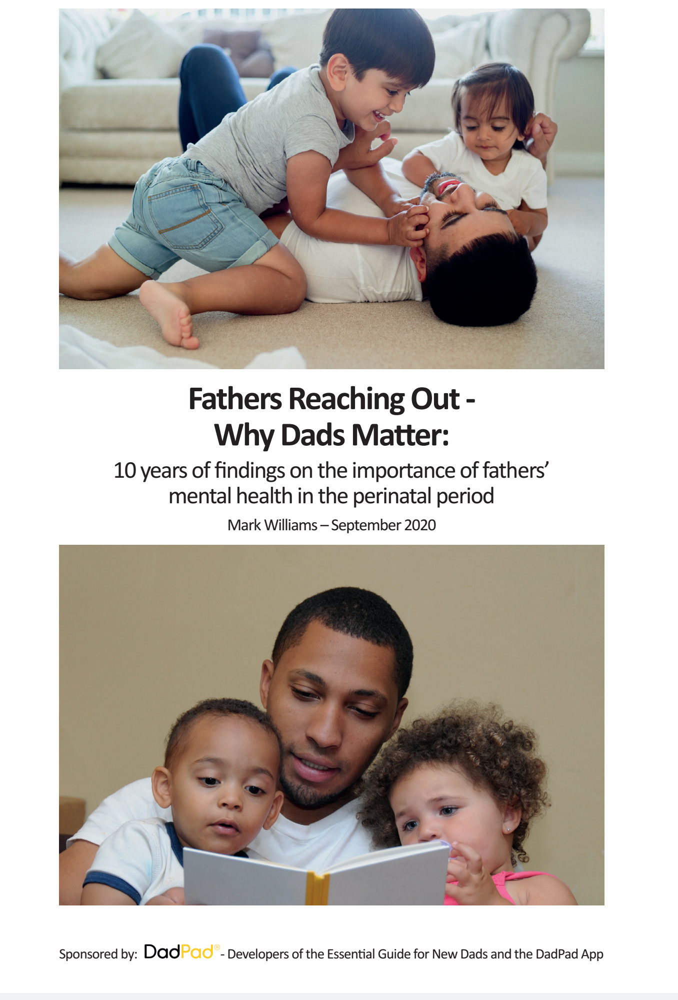 Fathers Reaching Out -
Why Dads Matter:
10 years of findings on the importance of fathers’
mental health in the perinatal period
Mark Williams – September 2020
Sponsored by: DadPad® - Developers of the Essential Guide for New Dads and the DadPad App